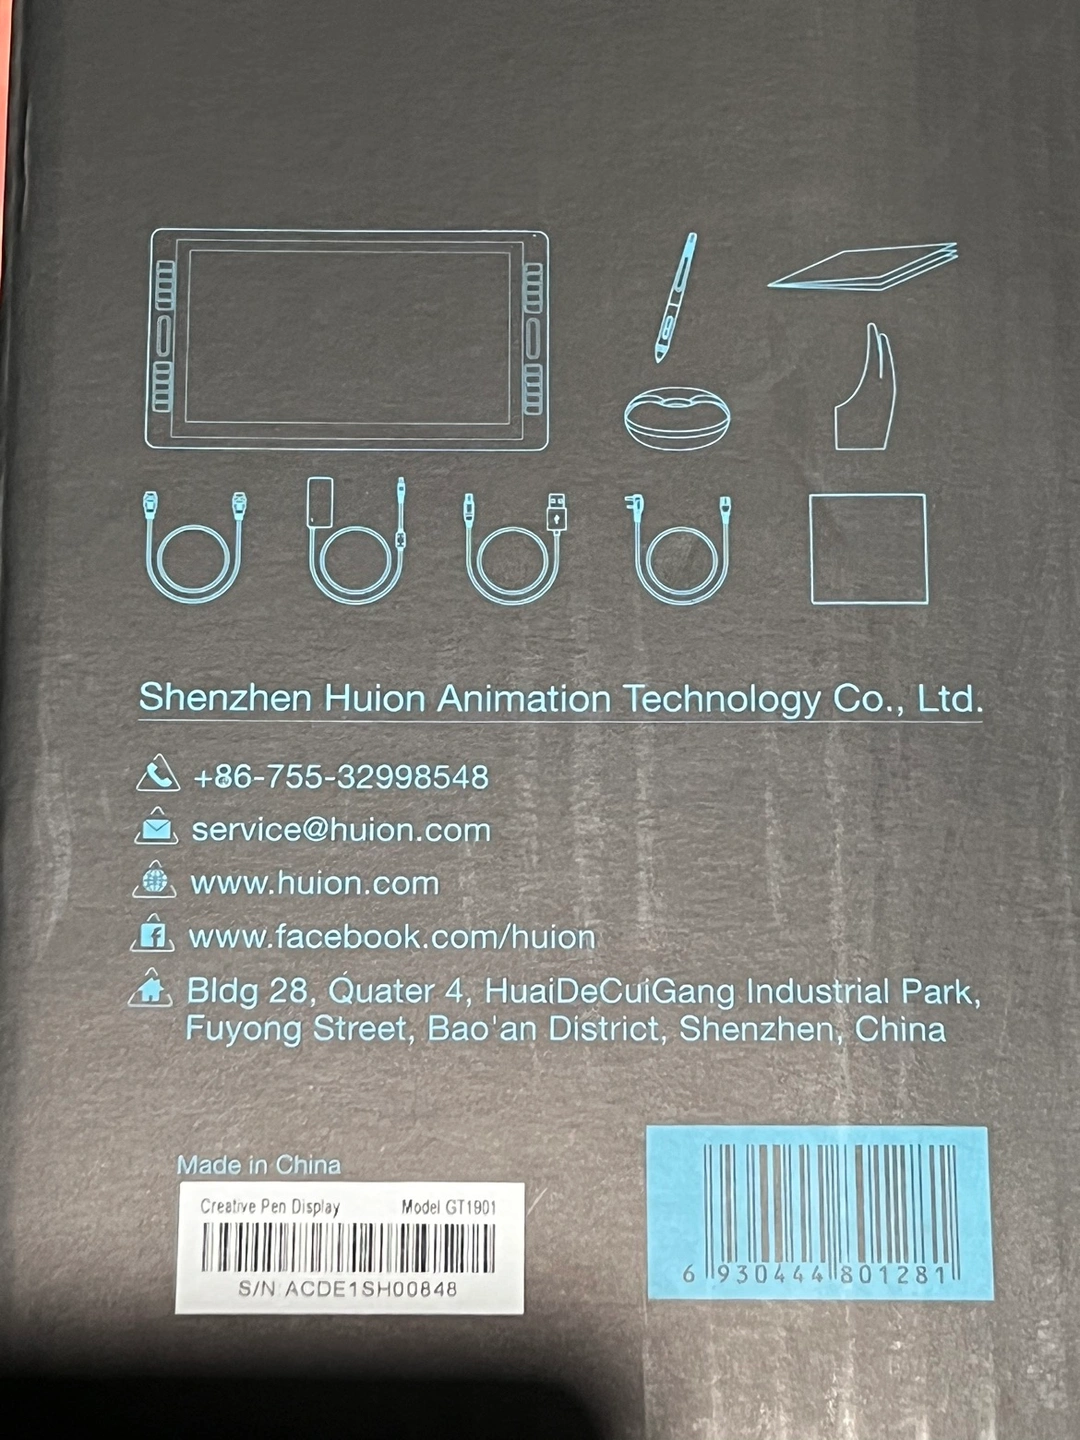 Shenzhen Huion Animation Technology Co., Ltd.
+86-755-32998548
service@huion.com
www.huion.com
www.facebook.com/huion
Bldg 28, Quater 4, HuaiDeCuiGang Industrial Park,
Fuyong Street, Bao'an District, Shenzhen, China
Made in China
Creative Pen Display Model GT1901
S/N ACDE1SH00848
6 930444 801281